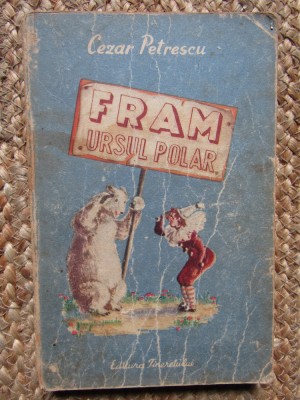 Cezar Petrescu
FRAM
URSUL POLAR
Editura Tineretului